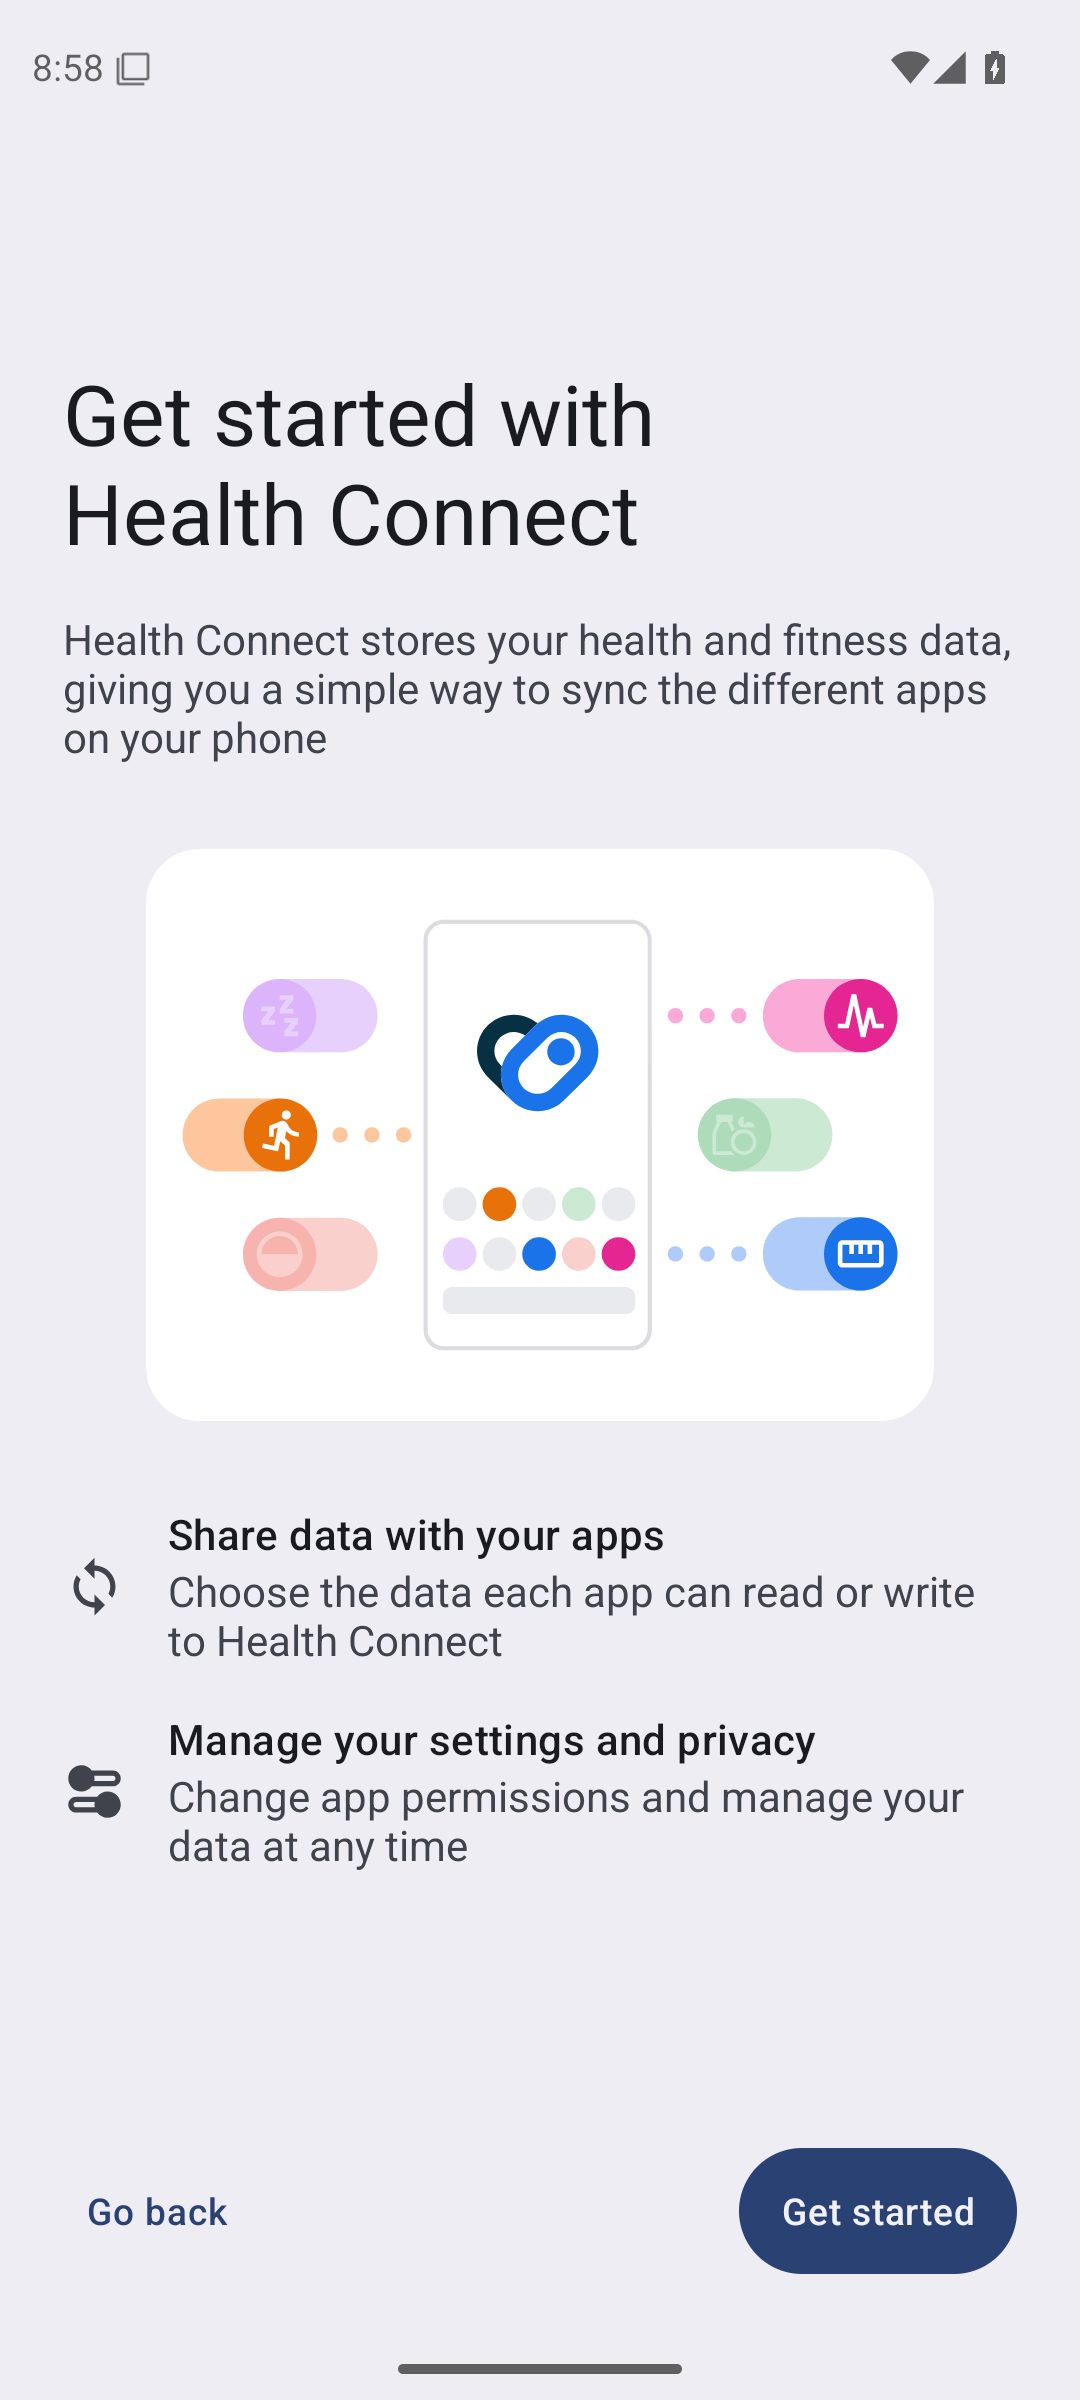 8:58
Get started with
Health Connect
Health Connect stores your health and fitness data,
giving you a simple way to sync the different apps
on your phone
Share data with your apps
Choose the data each app can read or write
to Health Connect
Manage your settings and privacy
Change app permissions and manage your
data at any time
Go back
Get started